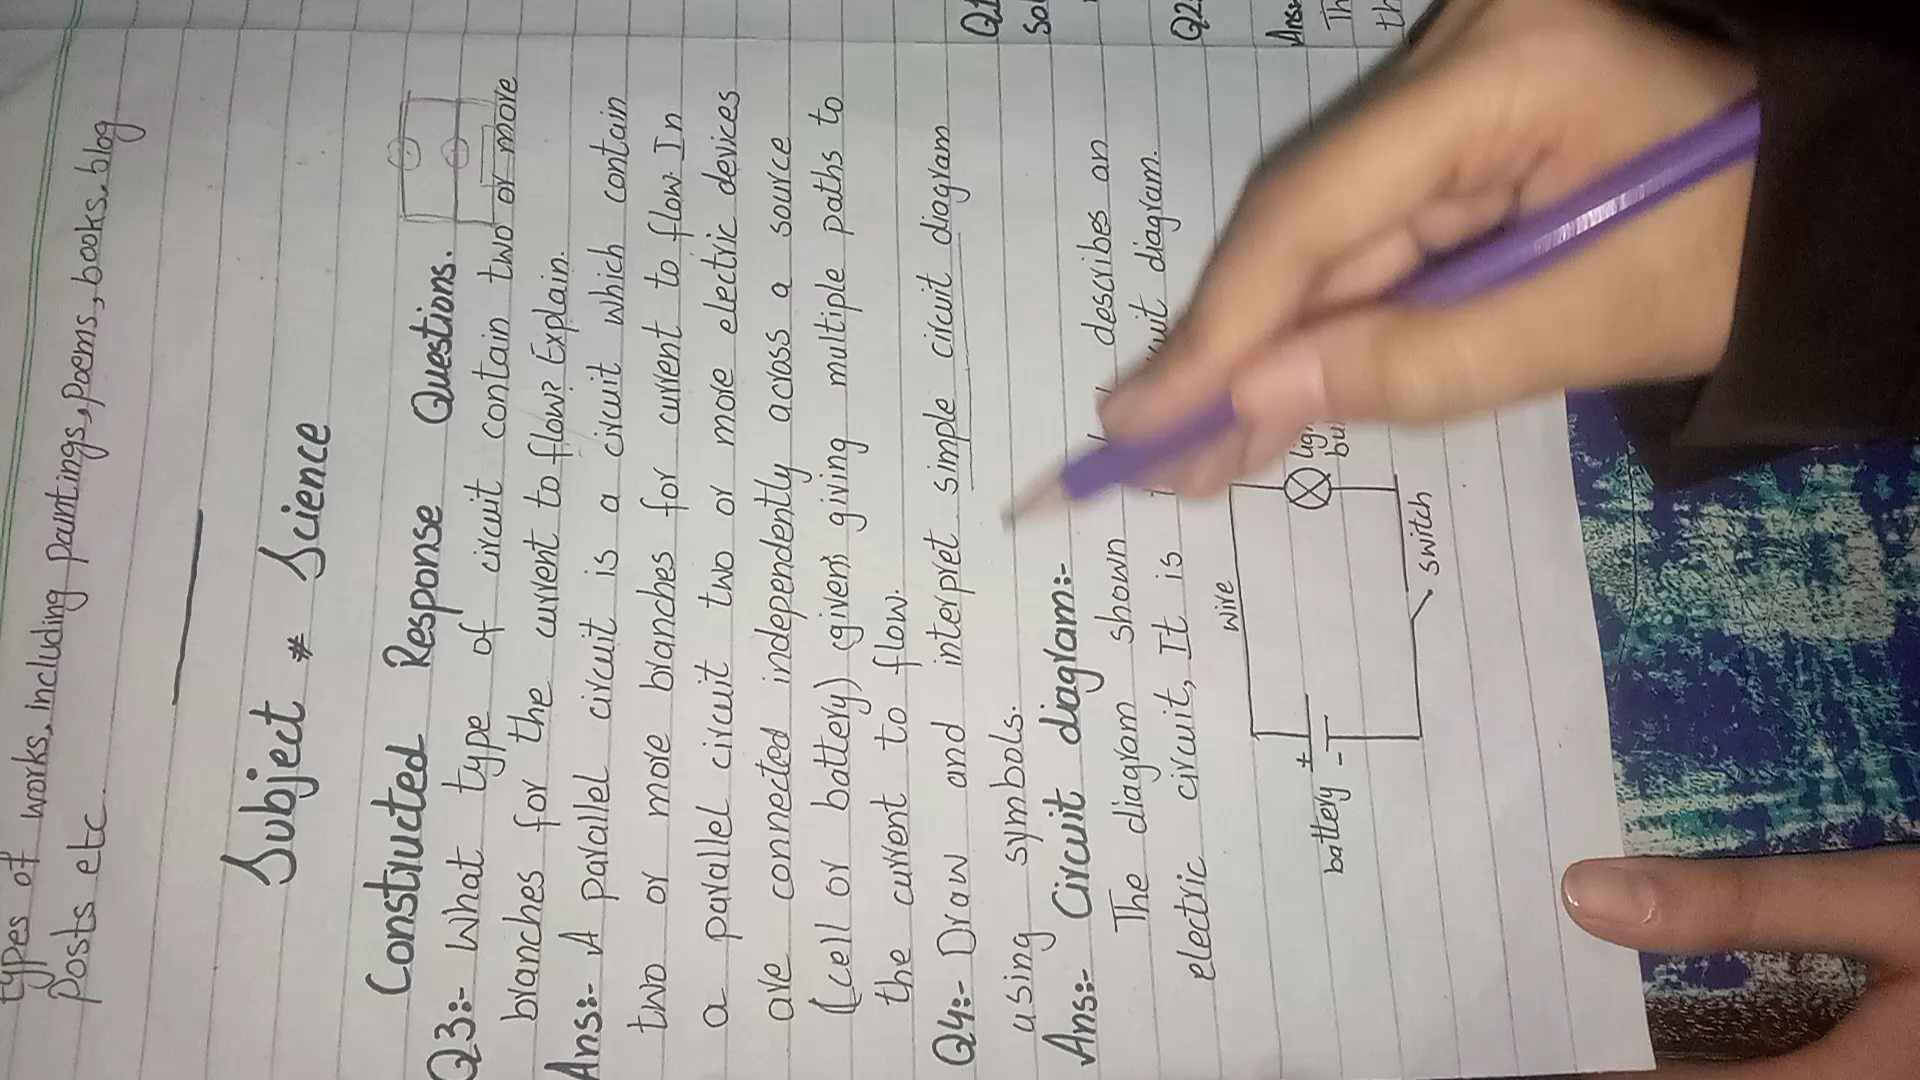 types of works, including paintings, poems, books, blog
posts etc.
Subject * Science
Constructed Response Questions.
Q3:- What type of circuit contain two or more
branches for the current to flow? Explain.
Ans:- A parallel circuit is a circuit which contain
two or more branches for current to flow. In
a parallel circuit two or more electric devices
are connected independently across a source
(cell or battery) (given) giving multiple paths to
the current to flow.
Q4:- Draw and interpret simple circuit diagram
using symbols.
Ans:- Circuit diagram:-
The diagram shown describes an
electric circuit, It is diagram.
wire
battery + -
switch
Q2
Ans: